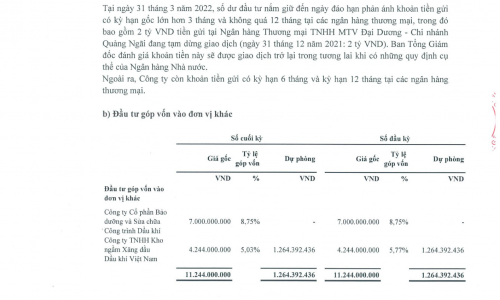 Tại ngày 31 tháng 3 năm 2022, số dư đầu tư nắm giữ đến ngày đáo hạn phản ánh khoản tiền gửi
có kỳ hạn gốc lớn hơn 3 tháng và không quá 12 tháng tại các ngân hàng thương mại, trong đó
bao gồm 2 tỷ VND tiền gửi tại Ngân hàng Thương mại TNHH MTV Đại Dương - Chi nhánh
Quảng Ngãi đang tạm dừng giao dịch (ngày 31 tháng 12 năm 2021: 2 tỷ VND). Ban Tổng Giám
đốc đánh giá khoản tiền này sẽ được giao dịch trở lại trong tương lai khi có những quy định cụ
thể của Ngân hàng Nhà nước.
Ngoài ra, Công ty còn khoản tiền gửi có kỳ hạn 6 tháng và kỳ hạn 12 tháng tại các ngân hàng
thương mại.
b) Đầu tư góp vốn vào đơn vị khác
Số cuối kỳ Số đầu kỳ
Giá gốc Tỷ lệ góp vốn Dự phòng Giá gốc Tỷ lệ góp vốn Dự phòng
VND % VND VND % VND
Đầu tư góp vốn vào
đơn vị khác
Công ty Cổ phần Bảo
dưỡng và Sửa chữa 7.000.000.000 8,75% - 7.000.000.000 8,75% -
Công trình Dầu khí
Công ty TNHH Kho
ngầm Xăng dầu 4.244.000.000 5,03% 1.264.392.436 4.244.000.000 5,77% 1.264.392.436
Dầu khí Việt Nam
11.244.000.000 1.264.392.436 11.244.000.000 1.264.392.436